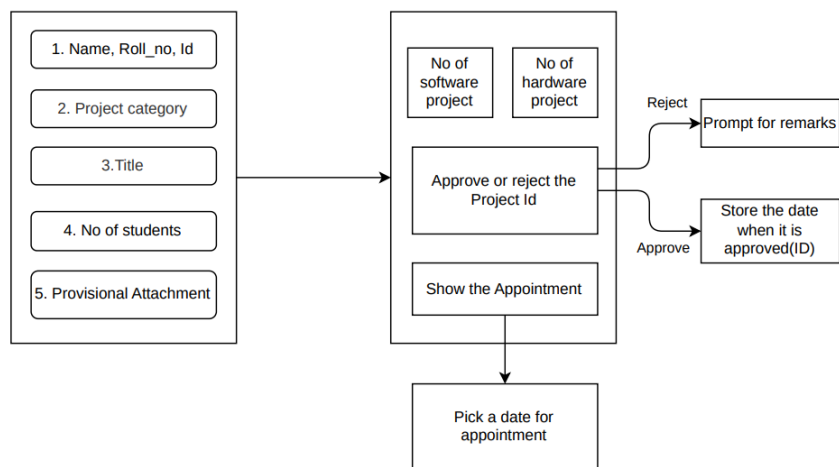 1. Name, Roll_no, Id
2. Project category
3.Title
4. No of students
5. Provisional Attachment
No of
software
project
No of
hardware
project
Approve or reject the
Project Id
Show the Appointment
Pick a date for
appointment
Reject
Prompt for remarks
Approve
Store the date
when it is
approved(ID)